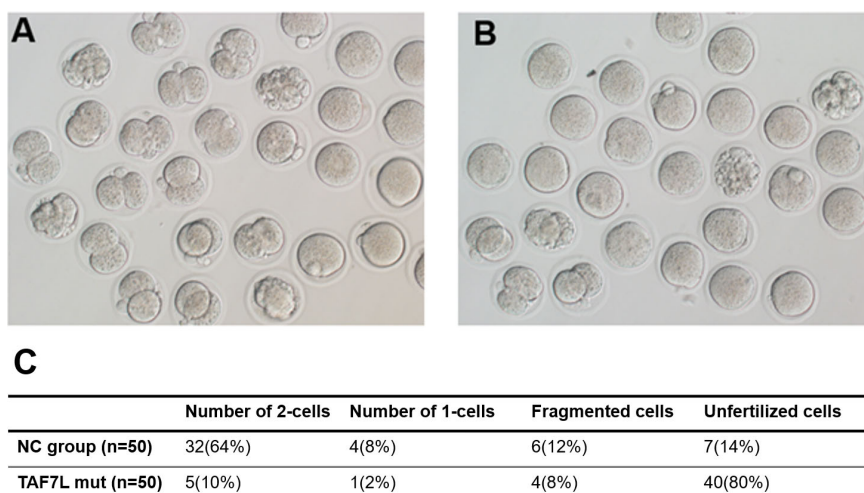 A
B
C
Number of 2-cells Number of 1-cells Fragmented cells Unfertilized cells
NC group (n=50) 32(64%) 4(8%) 6(12%) 7(14%)
TAF7L mut (n=50) 5(10%) 1(2%) 4(8%) 40(80%)